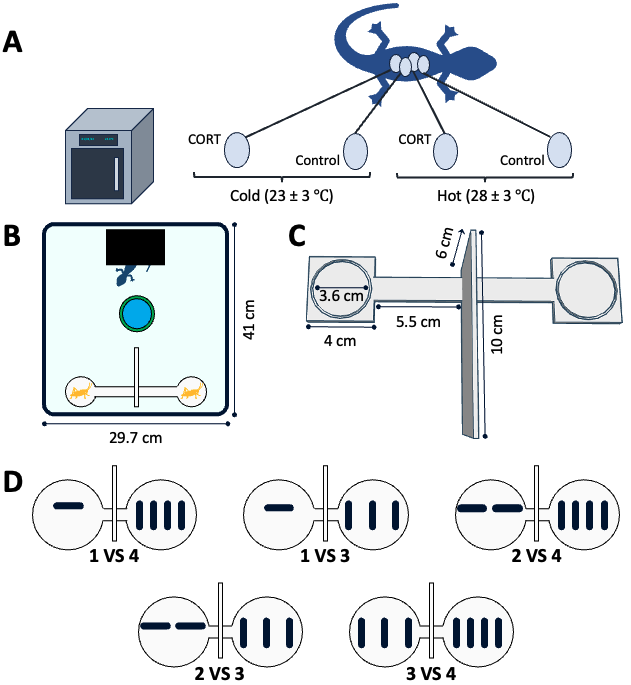 A
CORT
Control
CORT
Control
Cold (23 ± 3 °C)
Hot (28 ± 3 °C)
B
41 cm
29.7 cm
C
6 cm
3.6 cm
5.5 cm
4 cm
10 cm
D
1 VS 4
1 VS 3
2 VS 4
2 VS 3
3 VS 4